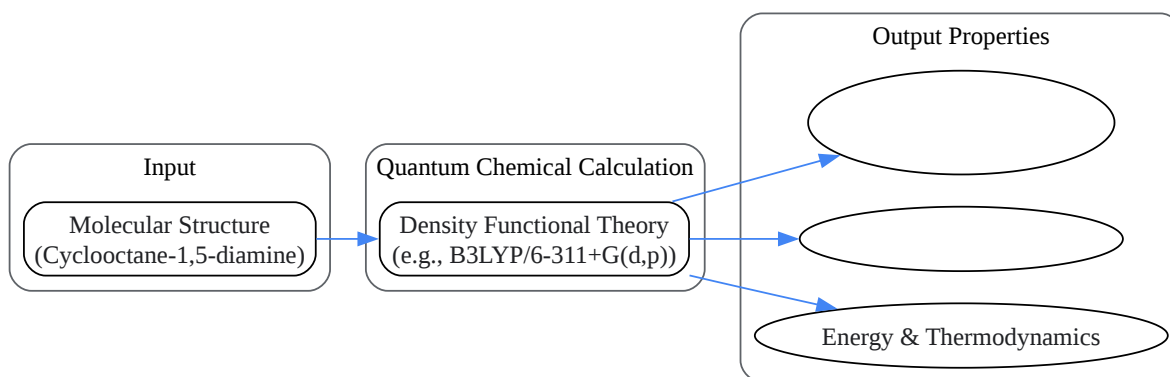 Output Properties
Input
Quantum Chemical Calculation
Molecular Structure
(Cyclooctane-1,5-diamine)
Density Functional Theory
(e.g., B3LYP/6-311+G(d,p))
Energy & Thermodynamics